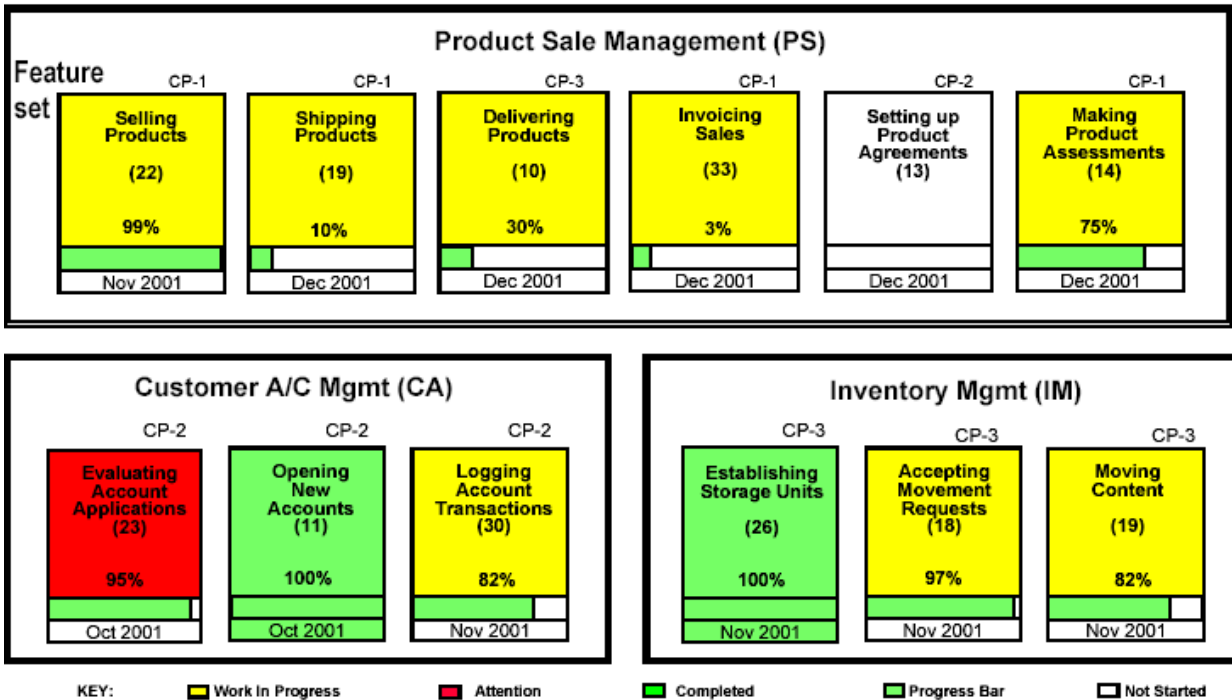 Product Sale Management (PS)
Feature
set
CP-1
Selling
Products
(22)
99%
Nov 2001
CP-1
Shipping
Products
(19)
10%
Dec 2001
CP-3
Delivering
Products
(10)
30%
Dec 2001
CP-1
Invoicing
Sales
(33)
3%
Dec 2001
CP-2
Setting up
Product
Agreements
(13)
Dec 2001
CP-1
Making
Product
Assessments
(14)
75%
Dec 2001
Customer A/C Mgmt (CA)
CP-2
Evaluating
Account
Applications
(23)
95%
Oct 2001
CP-2
Opening
New
Accounts
(11)
100%
Oct 2001
CP-2
Logging
Account
Transactions
(30)
82%
Nov 2001
Inventory Mgmt (IM)
CP-3
Establishing
Storage Units
(26)
100%
Nov 2001
CP-3
Accepting
Movement
Requests
(18)
97%
Nov 2001
CP-3
Moving
Content
(19)
82%
Nov 2001
KEY: Work In Progress Attention Completed Progress Bar Not Started